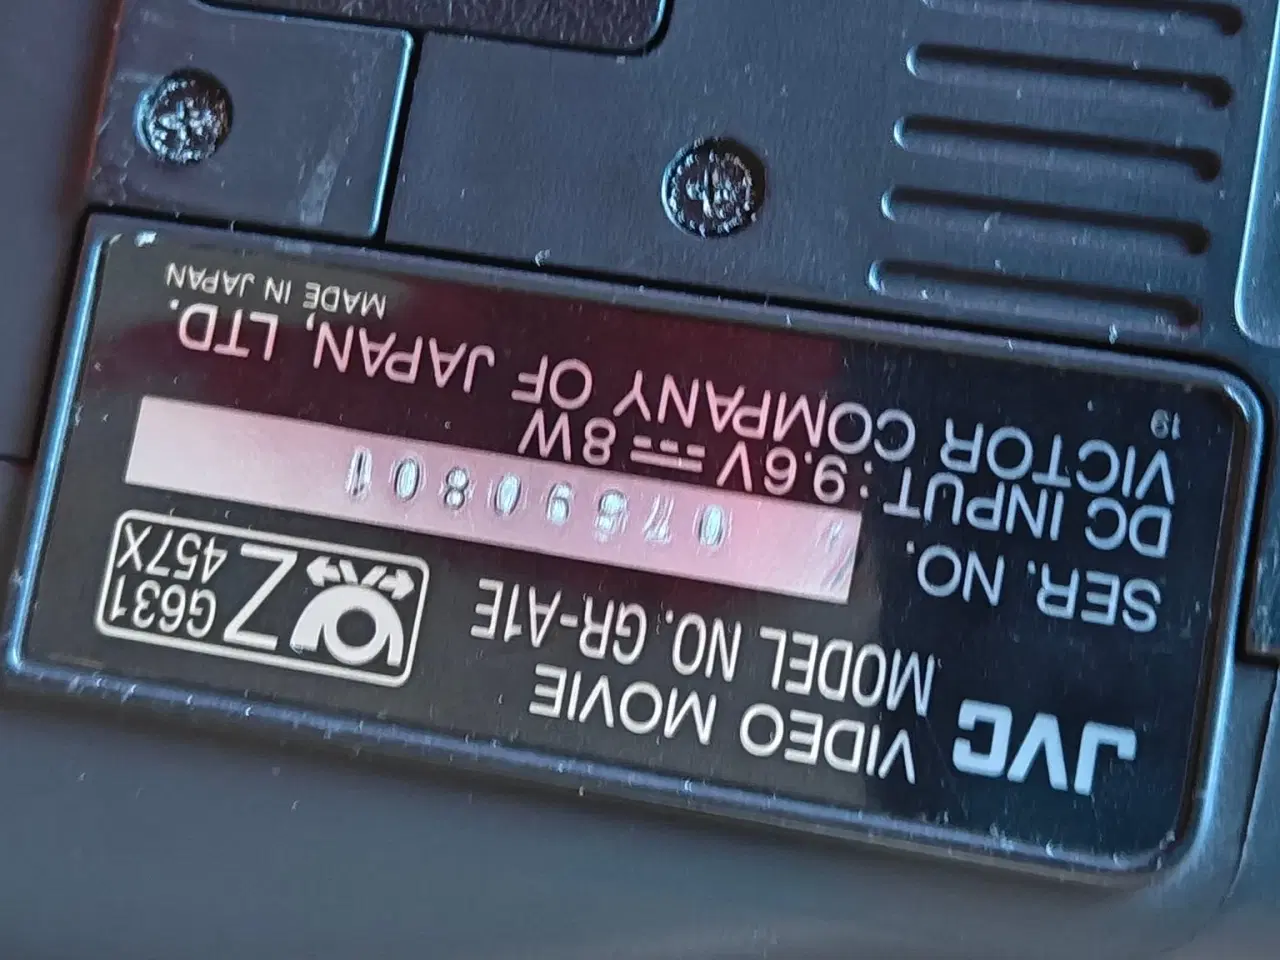 JVC
VIDEO MOVIE
MODEL NO. GR-A1E
Z
G631
457X
SER. NO.
DC INPUT : 9.6V ⎓ 8W
VICTOR COMPANY OF JAPAN, LTD.
MADE IN JAPAN
19